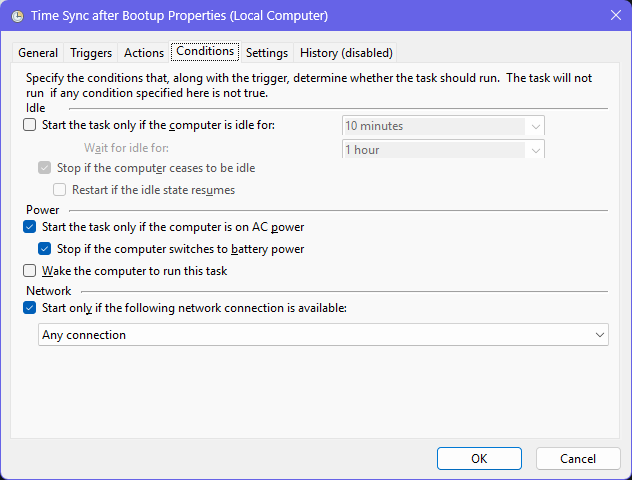 Time Sync after Bootup Properties (Local Computer)
General Triggers Actions Conditions Settings History (disabled)
Specify the conditions that, along with the trigger, determine whether the task should run.  The task will not
run  if any condition specified here is not true.
Idle
Start the task only if the computer is idle for: 10 minutes
Wait for idle for: 1 hour
Stop if the computer ceases to be idle
Restart if the idle state resumes
Power
Start the task only if the computer is on AC power
Stop if the computer switches to battery power
Wake the computer to run this task
Network
Start only if the following network connection is available:
Any connection
OK Cancel